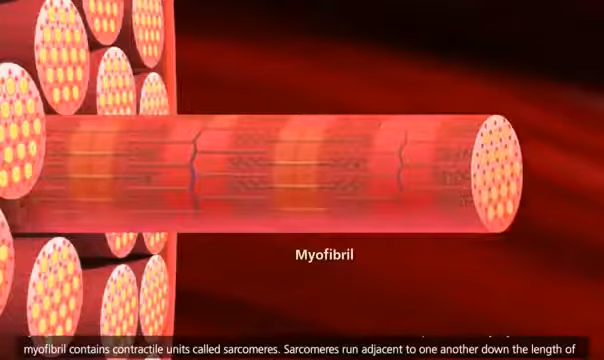 Myofibril
myofibril contains contractile units called sarcomeres. Sarcomeres run adjacent to one another down the length of